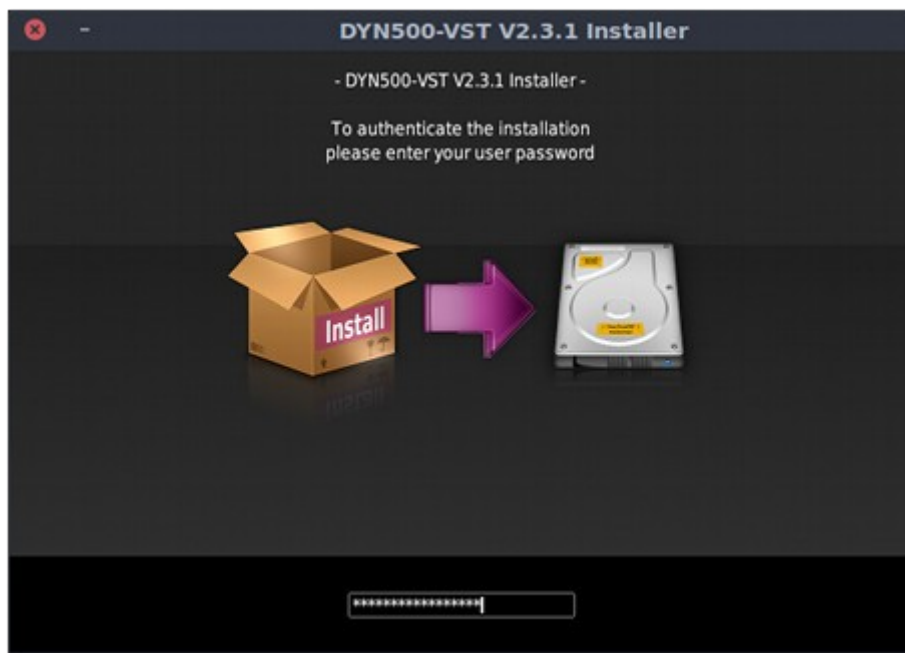 DYN500-VST V2.3.1 Installer
- DYN500-VST V2.3.1 Installer -
To authenticate the installation
please enter your user password
Install
*****************